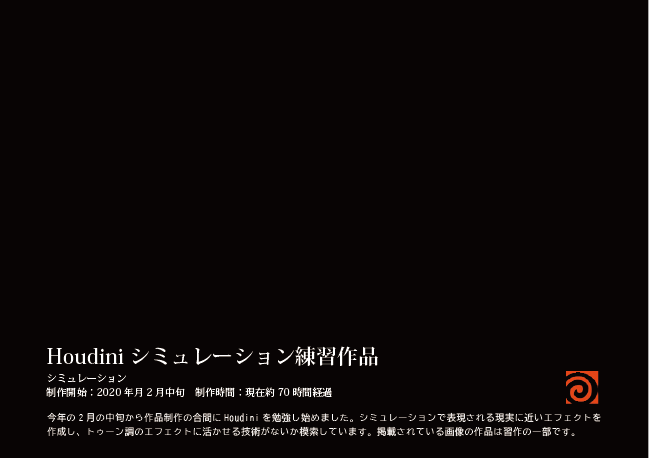 Houdini シミュレーション練習作品
シミュレーション
制作開始：2020 年月 2 月中旬　制作時間：現在約 70 時間経過
今年の 2 月の中旬から作品制作の合間に Houdini を勉強し始めました。シミュレーションで表現される現実に近いエフェクトを
作成し、トゥーン調のエフェクトに活かせる技術がないか模索しています。掲載されている画像の作品は習作の一部です。